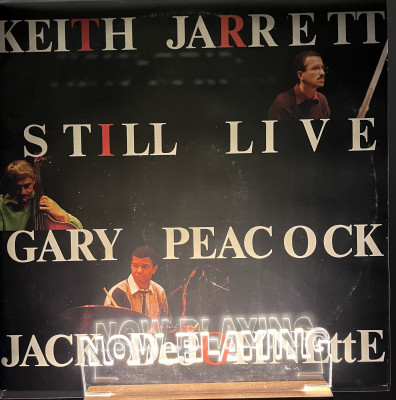 KEITH JARRETT
STILL LIVE
GARY PEACOCK
NOW PLAYING
JACK